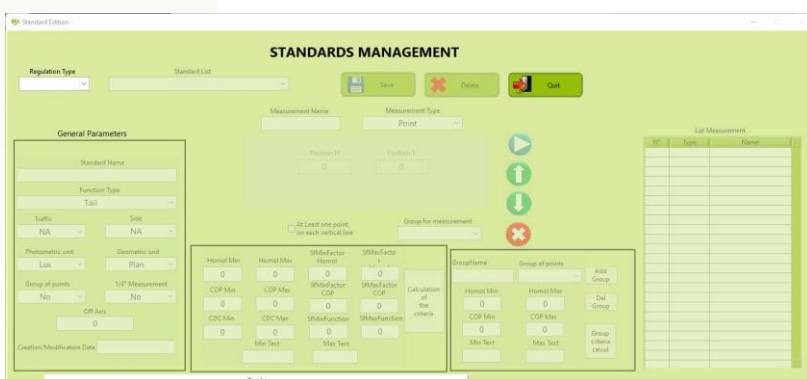 Standard Edition
STANDARDS MANAGEMENT
Regulation Type
Standard List
Save
Delete
Quit
Measurement Name
Measurement Type
Point
General Parameters
List Measurement
N°
Type
Name
Position H
Position
0
0
Standard Name
Function Type
Tail
Traffic
Side
NA
NA
At Least one point
on each vertical line
Group for measurement
Photometric unit
Geometric unit
Lux
Plan
Group of points
1/4° Measurement
No
No
Off Axis
0
Creation/Modification Date
Homol Min
Homol Max
SfMinFactor
Homol
SfMaxFacto
r
0
0
0
0
COP Min
COP Max
SfMinFactor
COP
SfMaxFactor
COP
0
0
0
0
CDC Min
CDC Max
SfMinFunction
SfMaxFunction
0
0
0
0
Min Text
Max Text
Calculation
of
the
criteria
GroupName
Group of points
Add
Group
Homol Min
Homol Max
0
0
Del
Group
COP Min
COP Max
0
0
Min Text
Max Text
Group
criteria
calcul